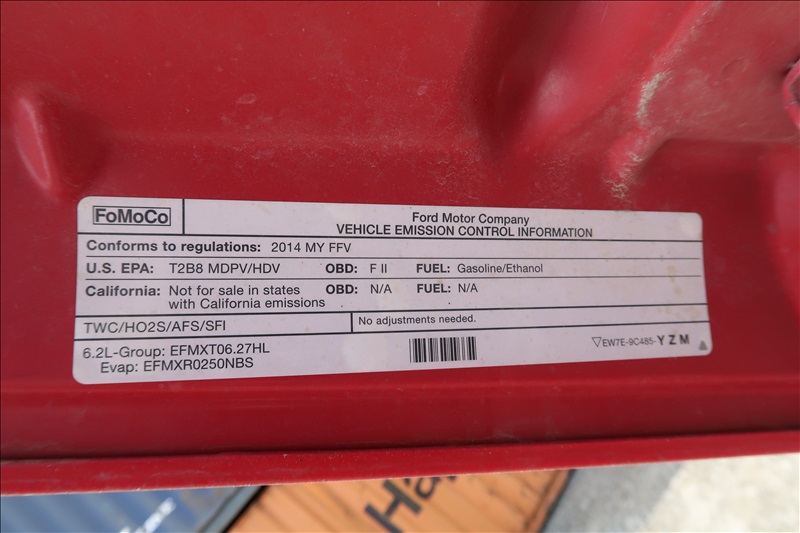 FoMoCo
Ford Motor Company
VEHICLE EMISSION CONTROL INFORMATION
Conforms to regulations: 2014 MY FFV
U.S. EPA: T2B8 MDPV/HDV OBD: F II FUEL: Gasoline/Ethanol
California: Not for sale in states OBD: N/A FUEL: N/A
with California emissions
TWC/HO2S/AFS/SFI No adjustments needed.
6.2L-Group: EFMXT06.27HL
Evap: EFMXR0250NBS
EW7E-9C485-Y Z M